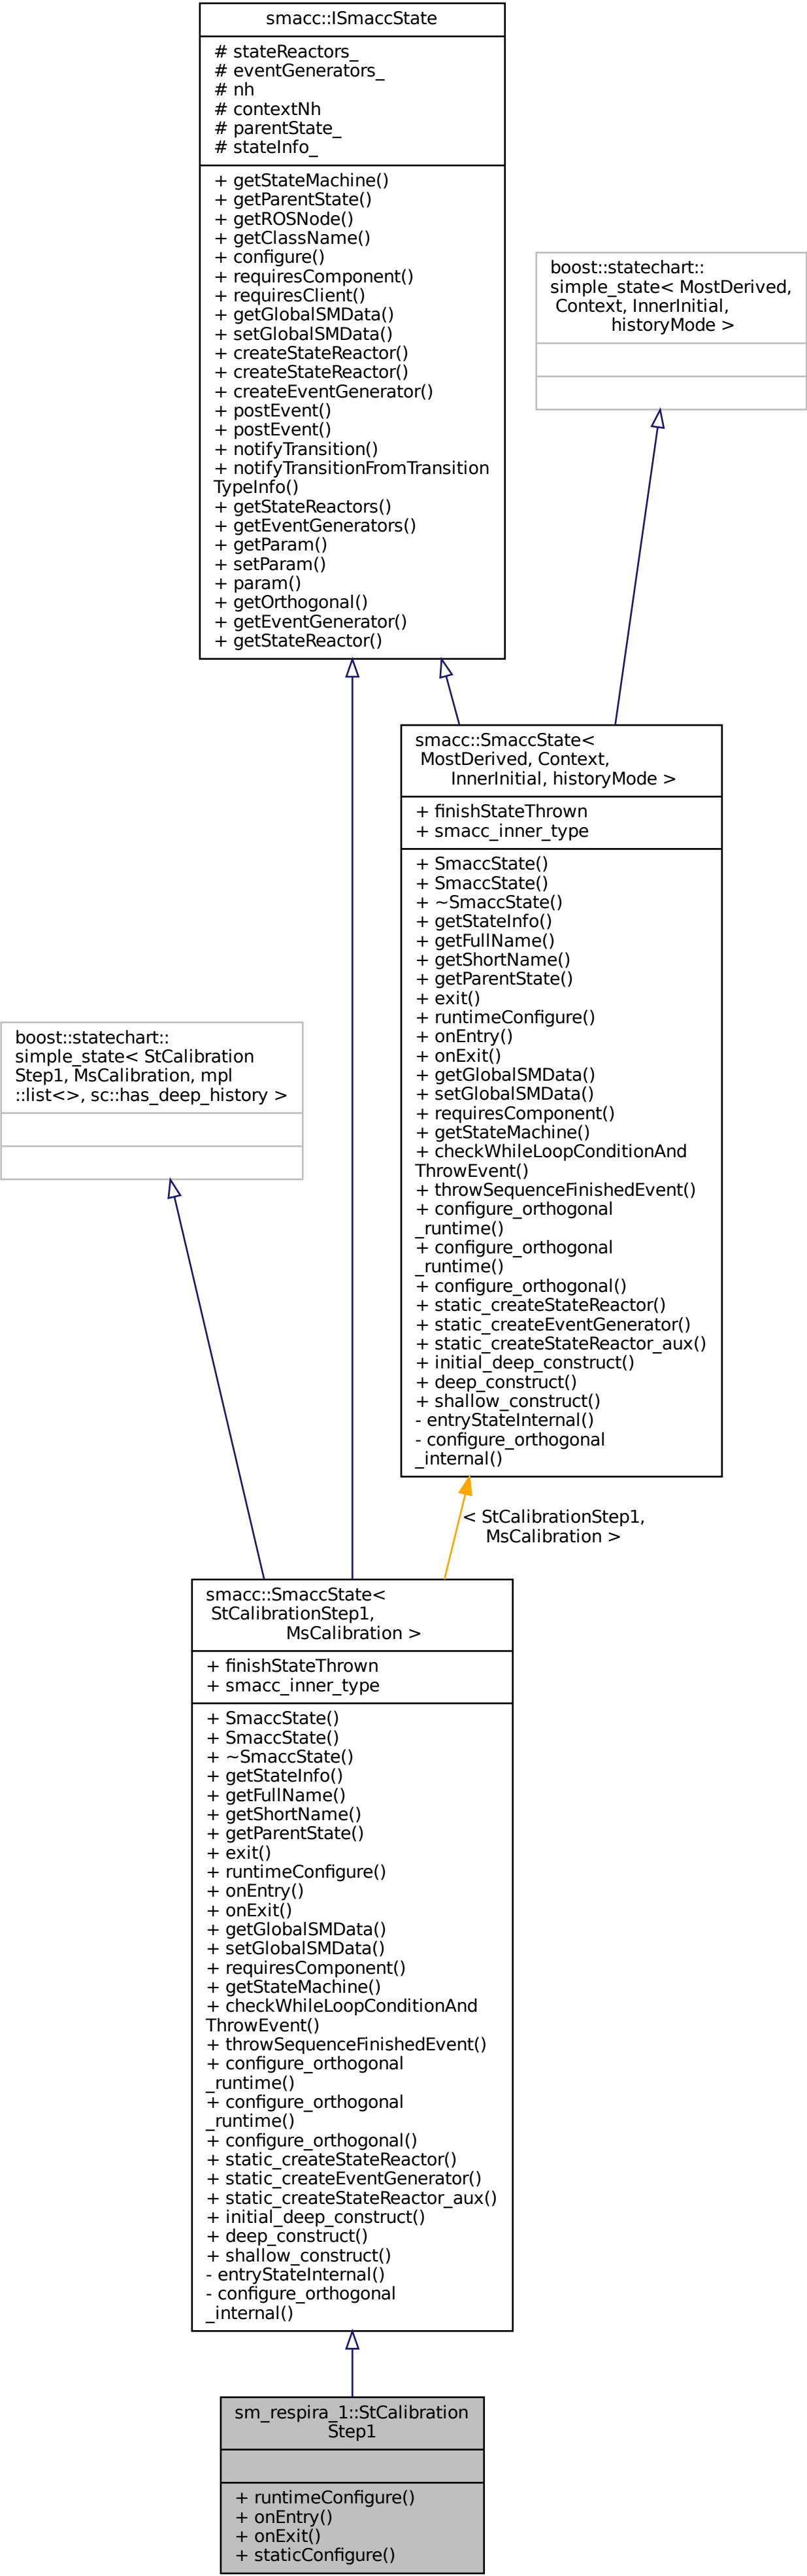 smacc::ISmaccState
# stateReactors_
# eventGenerators_
# nh
# contextNh
# parentState_
# stateInfo_
+ getStateMachine()
+ getParentState()
+ getROSNode()
+ getClassName()
+ configure()
+ requiresComponent()
+ requiresClient()
+ getGlobalSMData()
+ setGlobalSMData()
+ createStateReactor()
+ createStateReactor()
+ createEventGenerator()
+ postEvent()
+ postEvent()
+ notifyTransition()
+ notifyTransitionFromTransition
TypeInfo()
+ getStateReactors()
+ getEventGenerators()
+ getParam()
+ setParam()
+ param()
+ getOrthogonal()
+ getEventGenerator()
+ getStateReactor()
boost::statechart::
simple_state< MostDerived,
Context, InnerInitial,
historyMode >
smacc::SmaccState<
MostDerived, Context,
InnerInitial, historyMode >
+ finishStateThrown
+ smacc_inner_type
+ SmaccState()
+ SmaccState()
+ ~SmaccState()
+ getStateInfo()
+ getFullName()
+ getShortName()
+ getParentState()
+ exit()
+ runtimeConfigure()
+ onEntry()
+ onExit()
+ getGlobalSMData()
+ setGlobalSMData()
+ requiresComponent()
+ getStateMachine()
+ checkWhileLoopConditionAnd
ThrowEvent()
+ throwSequenceFinishedEvent()
+ configure_orthogonal
_runtime()
+ configure_orthogonal
_runtime()
+ configure_orthogonal()
+ static_createStateReactor()
+ static_createEventGenerator()
+ static_createStateReactor_aux()
+ initial_deep_construct()
+ deep_construct()
+ shallow_construct()
- entryStateInternal()
- configure_orthogonal
_internal()
boost::statechart::
simple_state< StCalibration
Step1, MsCalibration, mpl
::list<>, sc::has_deep_history >
< StCalibrationStep1,
MsCalibration >
smacc::SmaccState<
StCalibrationStep1,
MsCalibration >
+ finishStateThrown
+ smacc_inner_type
+ SmaccState()
+ SmaccState()
+ ~SmaccState()
+ getStateInfo()
+ getFullName()
+ getShortName()
+ getParentState()
+ exit()
+ runtimeConfigure()
+ onEntry()
+ onExit()
+ getGlobalSMData()
+ setGlobalSMData()
+ requiresComponent()
+ getStateMachine()
+ checkWhileLoopConditionAnd
ThrowEvent()
+ throwSequenceFinishedEvent()
+ configure_orthogonal
_runtime()
+ configure_orthogonal
_runtime()
+ configure_orthogonal()
+ static_createStateReactor()
+ static_createEventGenerator()
+ static_createStateReactor_aux()
+ initial_deep_construct()
+ deep_construct()
+ shallow_construct()
- entryStateInternal()
- configure_orthogonal
_internal()
sm_respira_1::StCalibration
Step1
+ runtimeConfigure()
+ onEntry()
+ onExit()
+ staticConfigure()